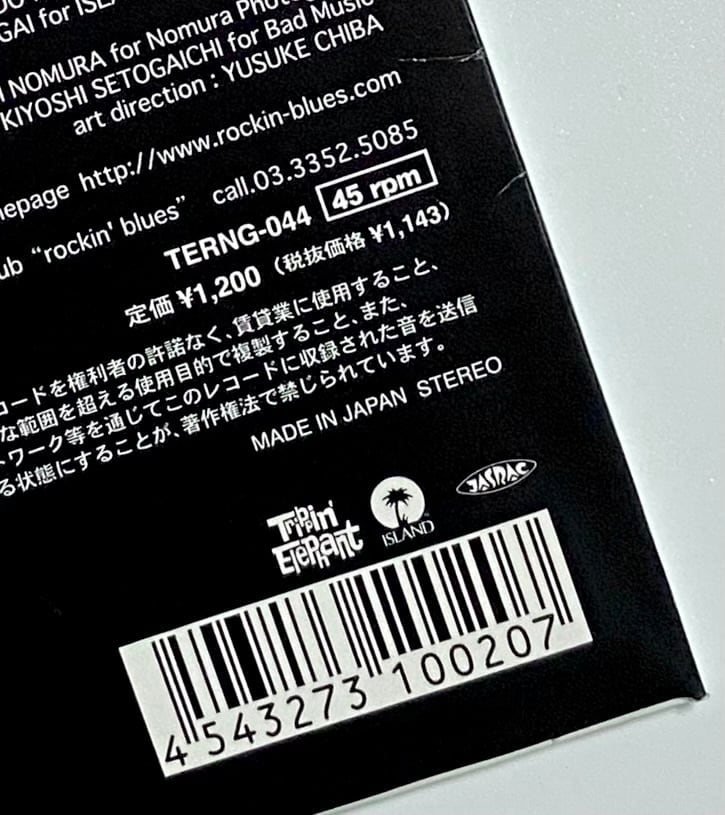 GAI for
NOMURA for Nomura
KIYOSHI SETOGAICHI for Bad Music
art direction : YUSUKE CHIBA
http://www.rockin-blues.com
“rockin' blues” call.03.3352.5085
TERNG-044 45 rpm
定価 ¥1,200（税抜価格 ¥1,143）
コードを権利者の許諾なく、賃貸業に使用すること、
な範囲を超える使用目的で複製すること、また、
トワーク等を通じてこのレコードに収録された音を送信
る状態にすることが、著作権法で禁じられています。
MADE IN JAPAN STEREO
Trippin' Elephant
ISLAND
JASRAC
4 543273 100207